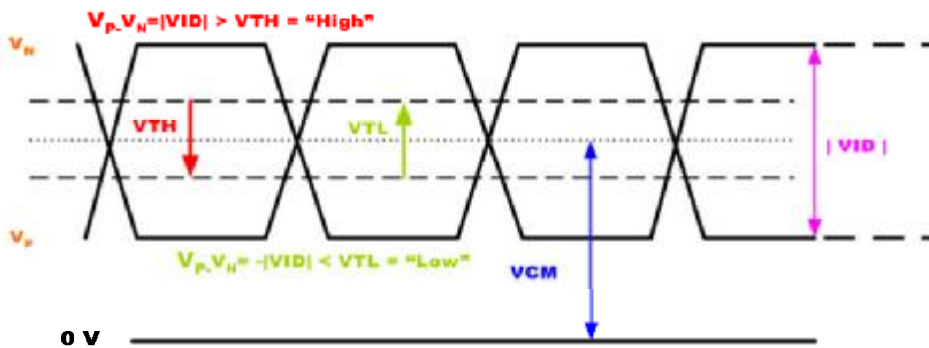 VP-VN=|VID| > VTH = “High”
VN
VTH
VTL
| VID |
VP
VP-VN= -|VID| < VTL = “Low”
VCM
0 V